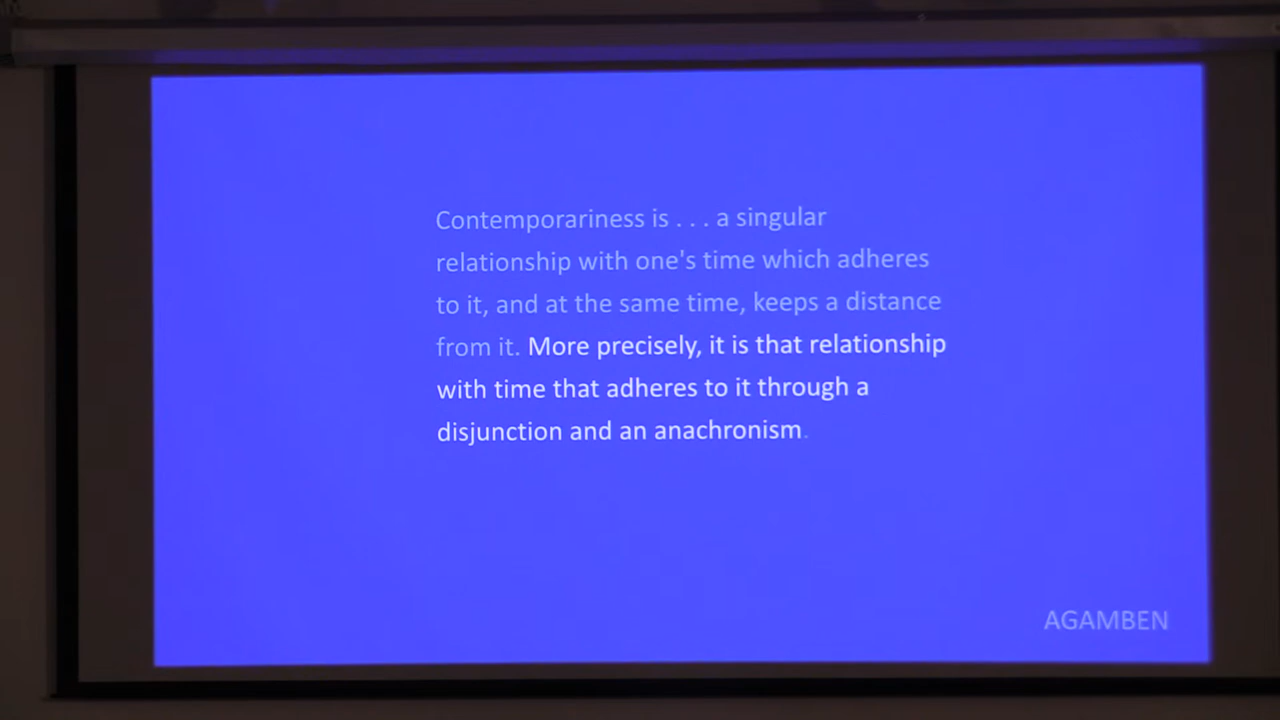 Contemporariness is . . . a singular
relationship with one's time which adheres
to it, and at the same time, keeps a distance
from it. More precisely, it is that relationship
with time that adheres to it through a
disjunction and an anachronism.
AGAMBEN